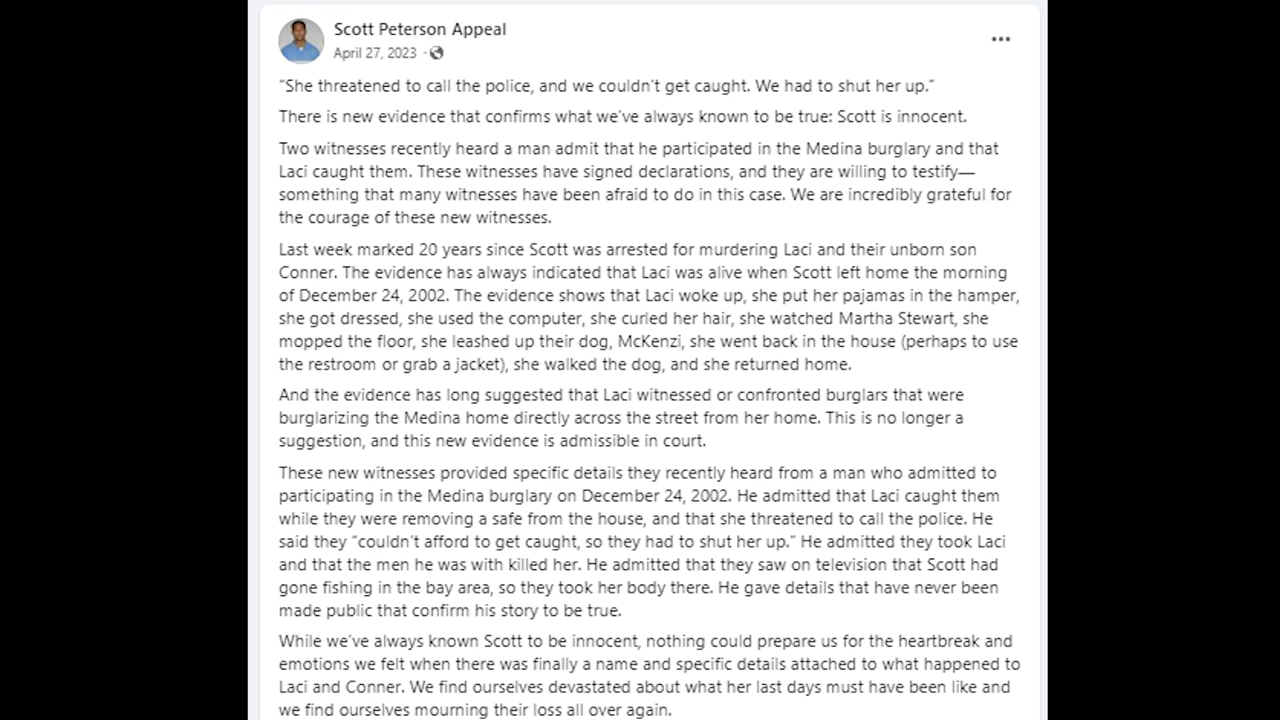 Scott Peterson Appeal
April 27, 2023 ·
“She threatened to call the police, and we couldn’t get caught. We had to shut her up.”
There is new evidence that confirms what we’ve always known to be true: Scott is innocent.
Two witnesses recently heard a man admit that he participated in the Medina burglary and that
Laci caught them. These witnesses have signed declarations, and they are willing to testify—
something that many witnesses have been afraid to do in this case. We are incredibly grateful for
the courage of these new witnesses.
Last week marked 20 years since Scott was arrested for murdering Laci and their unborn son
Conner. The evidence has always indicated that Laci was alive when Scott left home the morning
of December 24, 2002. The evidence shows that Laci woke up, she put her pajamas in the hamper,
she got dressed, she used the computer, she curled her hair, she watched Martha Stewart, she
mopped the floor, she leashed up their dog, McKenzi, she went back in the house (perhaps to use
the restroom or grab a jacket), she walked the dog, and she returned home.
And the evidence has long suggested that Laci witnessed or confronted burglars that were
burglarizing the Medina home directly across the street from her home. This is no longer a
suggestion, and this new evidence is admissible in court.
These new witnesses provided specific details they recently heard from a man who admitted to
participating in the Medina burglary on December 24, 2002. He admitted that Laci caught them
while they were removing a safe from the house, and that she threatened to call the police. He
said they “couldn’t afford to get caught, so they had to shut her up.” He admitted they took Laci
and that the men he was with killed her. He admitted that they saw on television that Scott had
gone fishing in the bay area, so they took her body there. He gave details that have never been
made public that confirm his story to be true.
While we’ve always known Scott to be innocent, nothing could prepare us for the heartbreak and
emotions we felt when there was finally a name and specific details attached to what happened to
Laci and Conner. We find ourselves devastated about what her last days must have been like and
we find ourselves mourning their loss all over again.